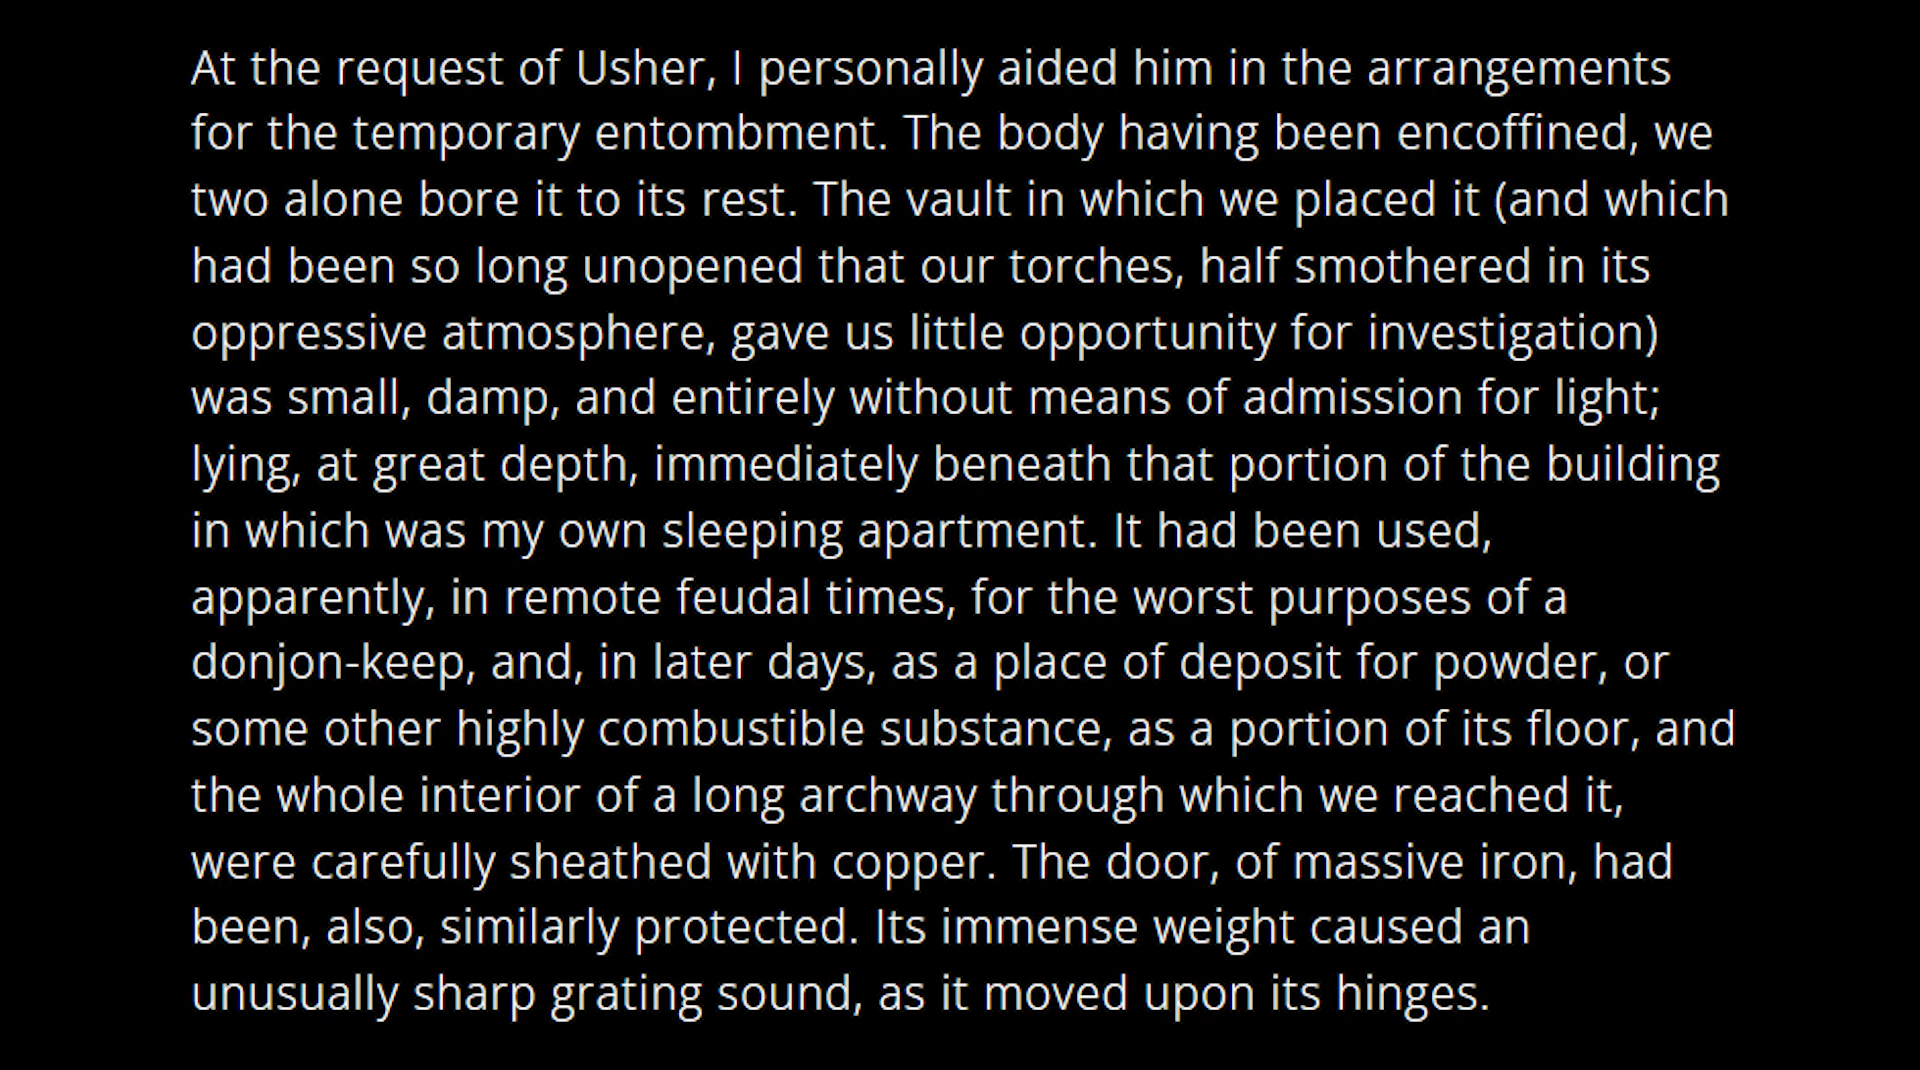 At the request of Usher, I personally aided him in the arrangements
for the temporary entombment. The body having been encoffined, we
two alone bore it to its rest. The vault in which we placed it (and which
had been so long unopened that our torches, half smothered in its
oppressive atmosphere, gave us little opportunity for investigation)
was small, damp, and entirely without means of admission for light;
lying, at great depth, immediately beneath that portion of the building
in which was my own sleeping apartment. It had been used,
apparently, in remote feudal times, for the worst purposes of a
donjon-keep, and, in later days, as a place of deposit for powder, or
some other highly combustible substance, as a portion of its floor, and
the whole interior of a long archway through which we reached it,
were carefully sheathed with copper. The door, of massive iron, had
been, also, similarly protected. Its immense weight caused an
unusually sharp grating sound, as it moved upon its hinges.